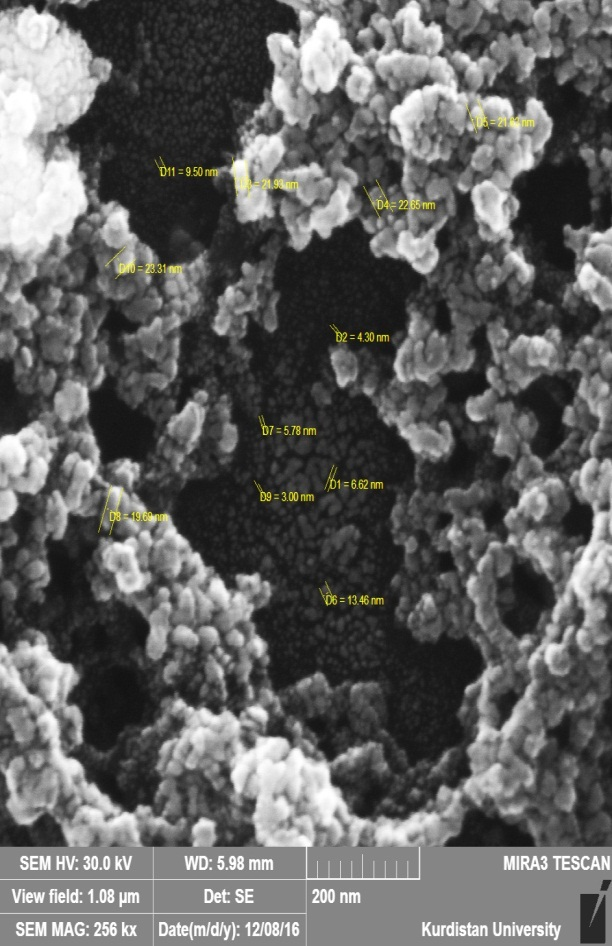 D5 = 21.83 nm
D11 = 9.50 nm
D3 = 21.93 nm
D4 = 22.65 nm
D10 = 23.31 nm
D2 = 4.30 nm
D7 = 5.78 nm
D1 = 6.62 nm
D9 = 3.00 nm
D8 = 19.69 nm
D6 = 13.46 nm
SEM HV: 30.0 kV
WD: 5.98 mm
MIRA3 TESCAN
View field: 1.08 µm
Det: SE
200 nm
SEM MAG: 256 kx
Date(m/d/y): 12/08/16
Kurdistan University